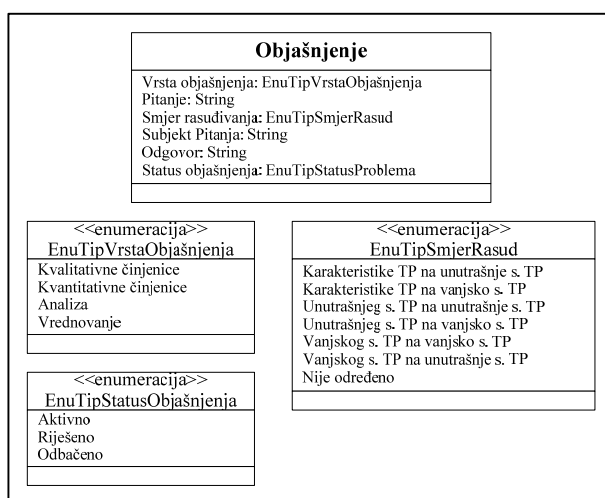 Objašnjenje
Vrsta objašnjenja: EnuTipVrstaObjašnjenja
Pitanje: String
Smjer rasuđivanja: EnuTipSmjerRasud
Subjekt Pitanja: String
Odgovor: String
Status objašnjenja: EnuTipStatusProblema
<<enumeracija>>
EnuTipVrstaObjašnjenja
Kvalitativne činjenice
Kvantitativne činjenice
Analiza
Vrednovanje
<<enumeracija>>
EnuTipSmjerRasud
Karakteristike TP na unutrašnje s. TP
Karakteristike TP na vanjsko s. TP
Unutrašnjeg s. TP na unutrašnje s. TP
Unutrašnjeg s. TP na vanjsko s. TP
Vanjskog s. TP na vanjsko s. TP
Vanjskog s. TP na unutrašnje s. TP
Nije određeno
<<enumeracija>>
EnuTipStatusObjašnjenja
Aktivno
Riješeno
Odbačeno